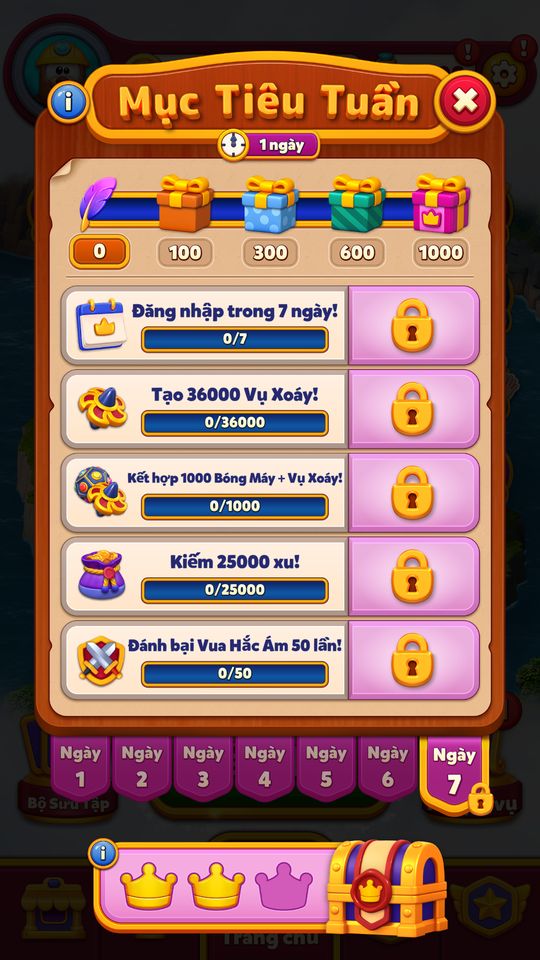 Mục Tiêu Tuần
1 ngày
0
100
300
600
1000
Đăng nhập trong 7 ngày!
0/7
Tạo 36000 Vụ Xoáy!
0/36000
Kết hợp 1000 Bóng Máy + Vụ Xoáy!
0/1000
Kiếm 25000 xu!
0/25000
Đánh bại Vua Hắc Ám 50 lần!
0/50
Ngày 1
Ngày 2
Ngày 3
Ngày 4
Ngày 5
Ngày 6
Ngày 7
Bộ Sưu Tập
vụ
Trang chủ